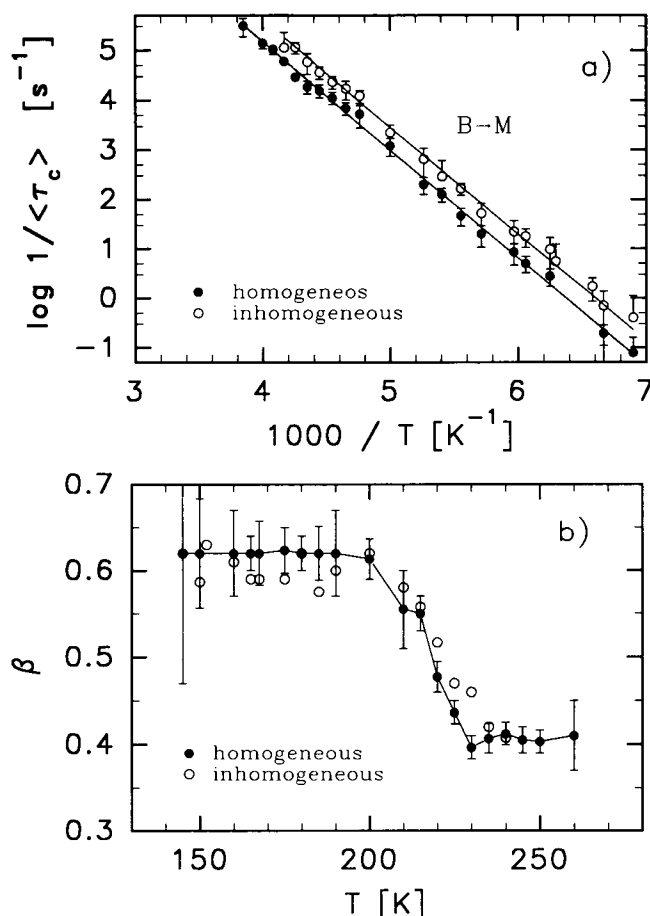 a)
log 1/<τc> [s−1]
5
4
3
2
1
0
−1
B→M
homogeneos
inhomogeneous
3 4 5 6 7
1000 / T [K−1]
b)
β
0.7
0.6
0.5
0.4
0.3
homogeneous
inhomogeneous
150 200 250
T [K]